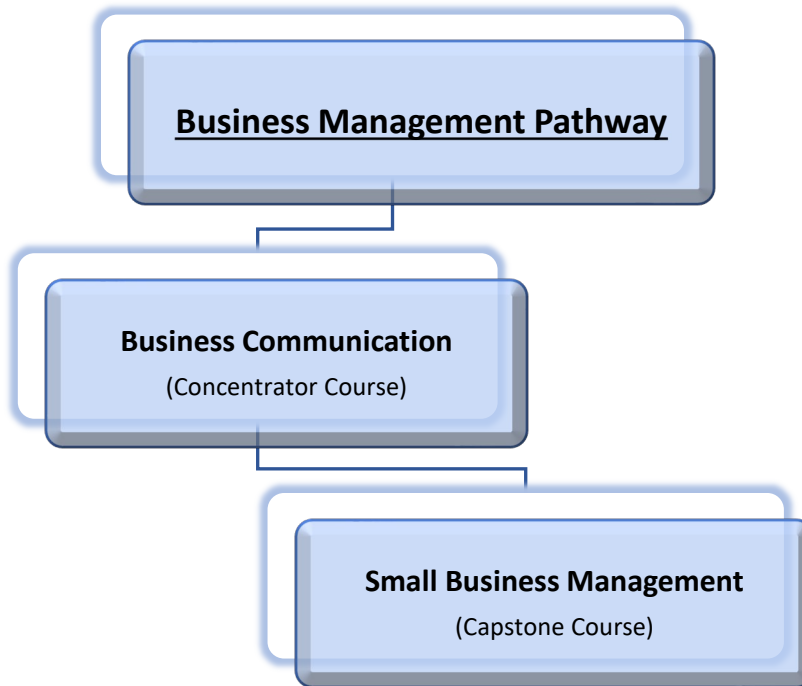 Business Management Pathway
Business Communication
(Concentrator Course)
Small Business Management
(Capstone Course)